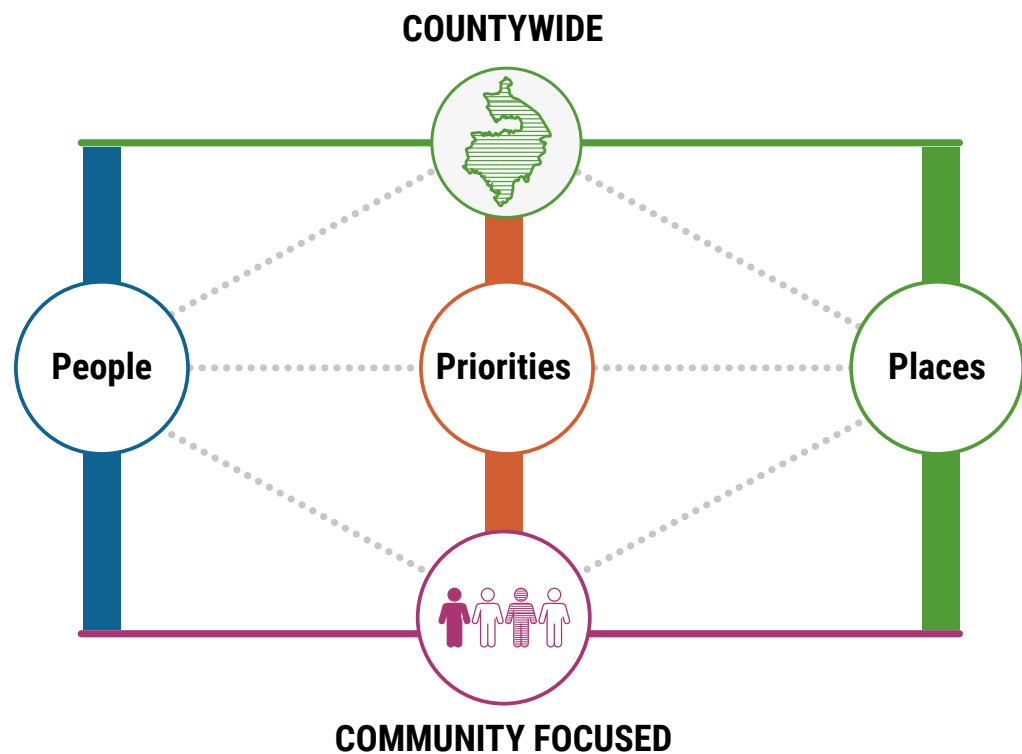 COUNTYWIDE
People
Priorities
Places
COMMUNITY FOCUSED